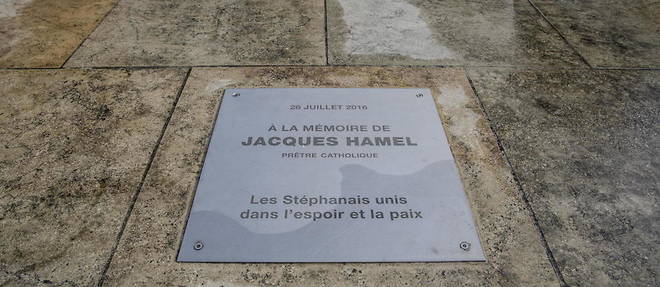 26 JUILLET 2016
À LA MÉMOIRE DE
JACQUES HAMEL
PRÊTRE CATHOLIQUE
Les Stéphanais unis
dans l'espoir et la paix